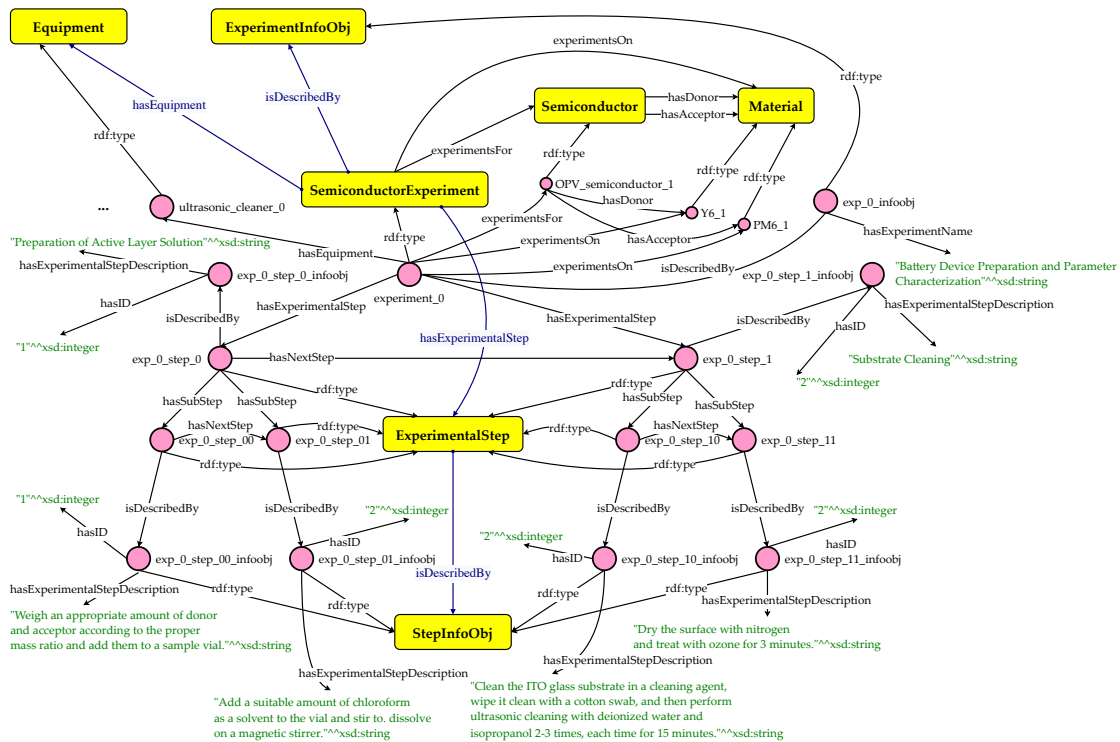 Equipment
ExperimentInfoObj
experimentsOn
rdf:type
hasEquipment
isDescribedBy
Semiconductor
hasDonor
hasAcceptor
Material
rdf:type
experimentsFor
rdf:type
rdf:type
rdf:type
SemiconductorExperiment
OPV_semiconductor_1
hasDonor
...
ultrasonic_cleaner_0
Y6_1
exp_0_infoobj
experimentsFor
PM6_1
hasExperimentName
rdf:type
experimentsOn
hasAcceptor
"Preparation of Active Layer Solution"^^xsd:string
hasEquipment
hasExperimentalStepDescription
exp_0_step_0_infoobj
experiment_0
experimentsOn
isDescribedBy
exp_0_step_1_infoobj
"Battery Device Preparation and Parameter
Characterization"^^xsd:string
hasID
hasExperimentalStep
hasExperimentalStep
hasExperimentalStepDescription
isDescribedBy
isDescribedBy
hasID
"1"^^xsd:integer
hasExperimentalStep
exp_0_step_0
hasNextStep
exp_0_step_1
"Substrate Cleaning"^^xsd:string
"2"^^xsd:integer
rdf:type
rdf:type
hasSubStep
hasSubStep
hasSubStep
hasSubStep
hasNextStep
rdf:type
ExperimentalStep
rdf:type
hasNextStep
exp_0_step_00
exp_0_step_01
exp_0_step_10
exp_0_step_11
rdf:type
rdf:type
"1"^^xsd:integer
isDescribedBy
isDescribedBy
"2"^^xsd:integer
isDescribedBy
isDescribedBy
"2"^^xsd:integer
hasID
hasID
"2"^^xsd:integer
hasID
hasID
exp_0_step_00_infoobj
exp_0_step_01_infoobj
exp_0_step_10_infoobj
exp_0_step_11_infoobj
isDescribedBy
hasExperimentalStepDescription
rdf:type
rdf:type
rdf:type
rdf:type
hasExperimentalStepDescription
"Weigh an appropriate amount of donor
and acceptor according to the proper
mass ratio and add them to a sample vial."^^xsd:string
StepInfoObj
"Dry the surface with nitrogen
and treat with ozone for 3 minutes."^^xsd:string
hasExperimentalStepDescription
hasExperimentalStepDescription
"Add a suitable amount of chloroform
as a solvent to the vial and stir to. dissolve
on a magnetic stirrer."^^xsd:string
"Clean the ITO glass substrate in a cleaning agent,
wipe it clean with a cotton swab, and then perform
ultrasonic cleaning with deionized water and
isopropanol 2-3 times, each time for 15 minutes."^^xsd:string